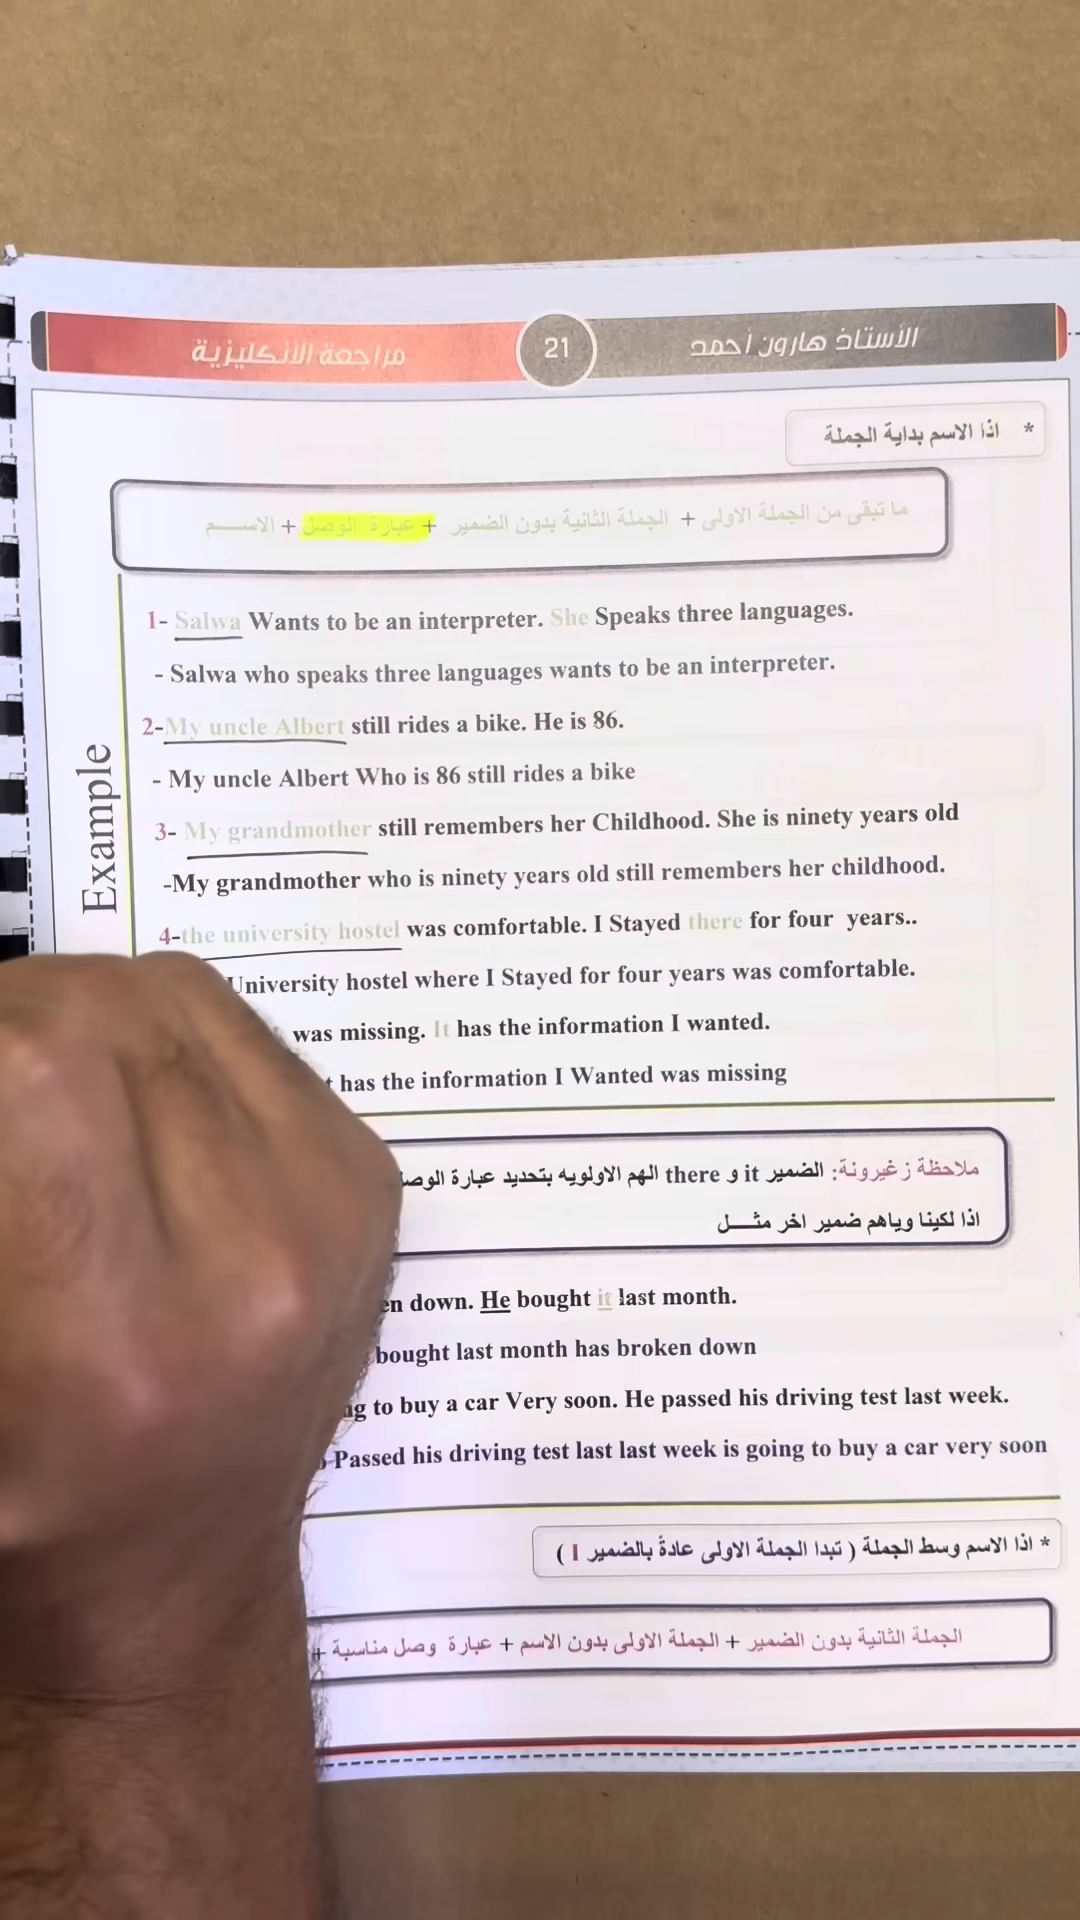 الأستاذ هارون أحمد
21
مراجعة الانكليزية
* اذا الاسم بداية الجملة
ما تبقى من الجملة الاولى + الجملة الثانية بدون الضمير + عبارة الوصل + الاســـم
Example
1- Salwa Wants to be an interpreter. She Speaks three languages.
- Salwa who speaks three languages wants to be an interpreter.
2-My uncle Albert still rides a bike. He is 86.
- My uncle Albert Who is 86 still rides a bike
3- My grandmother still remembers her Childhood. She is ninety years old
-My grandmother who is ninety years old still remembers her childhood.
4-the university hostel was comfortable. I Stayed there for four years..
University hostel where I Stayed for four years was comfortable.
was missing. It has the information I wanted.
has the information I Wanted was missing
ملاحظة زغيرونة: الضمير it و there الهم الاولويه بتحديد عبارة
اذا لكينا وياهم ضمير اخر مثـــل
down. He bought it last month.
bought last month has broken down
to buy a car Very soon. He passed his driving test last week.
Passed his driving test last last week is going to buy a car very soon
* اذا الاسم وسط الجملة ( تبدا الجملة الاولى عادةً بالضمير I )
الجملة الثانية بدون الضمير + الجملة الاولى بدون الاسم + عبارة وصل مناسبة +